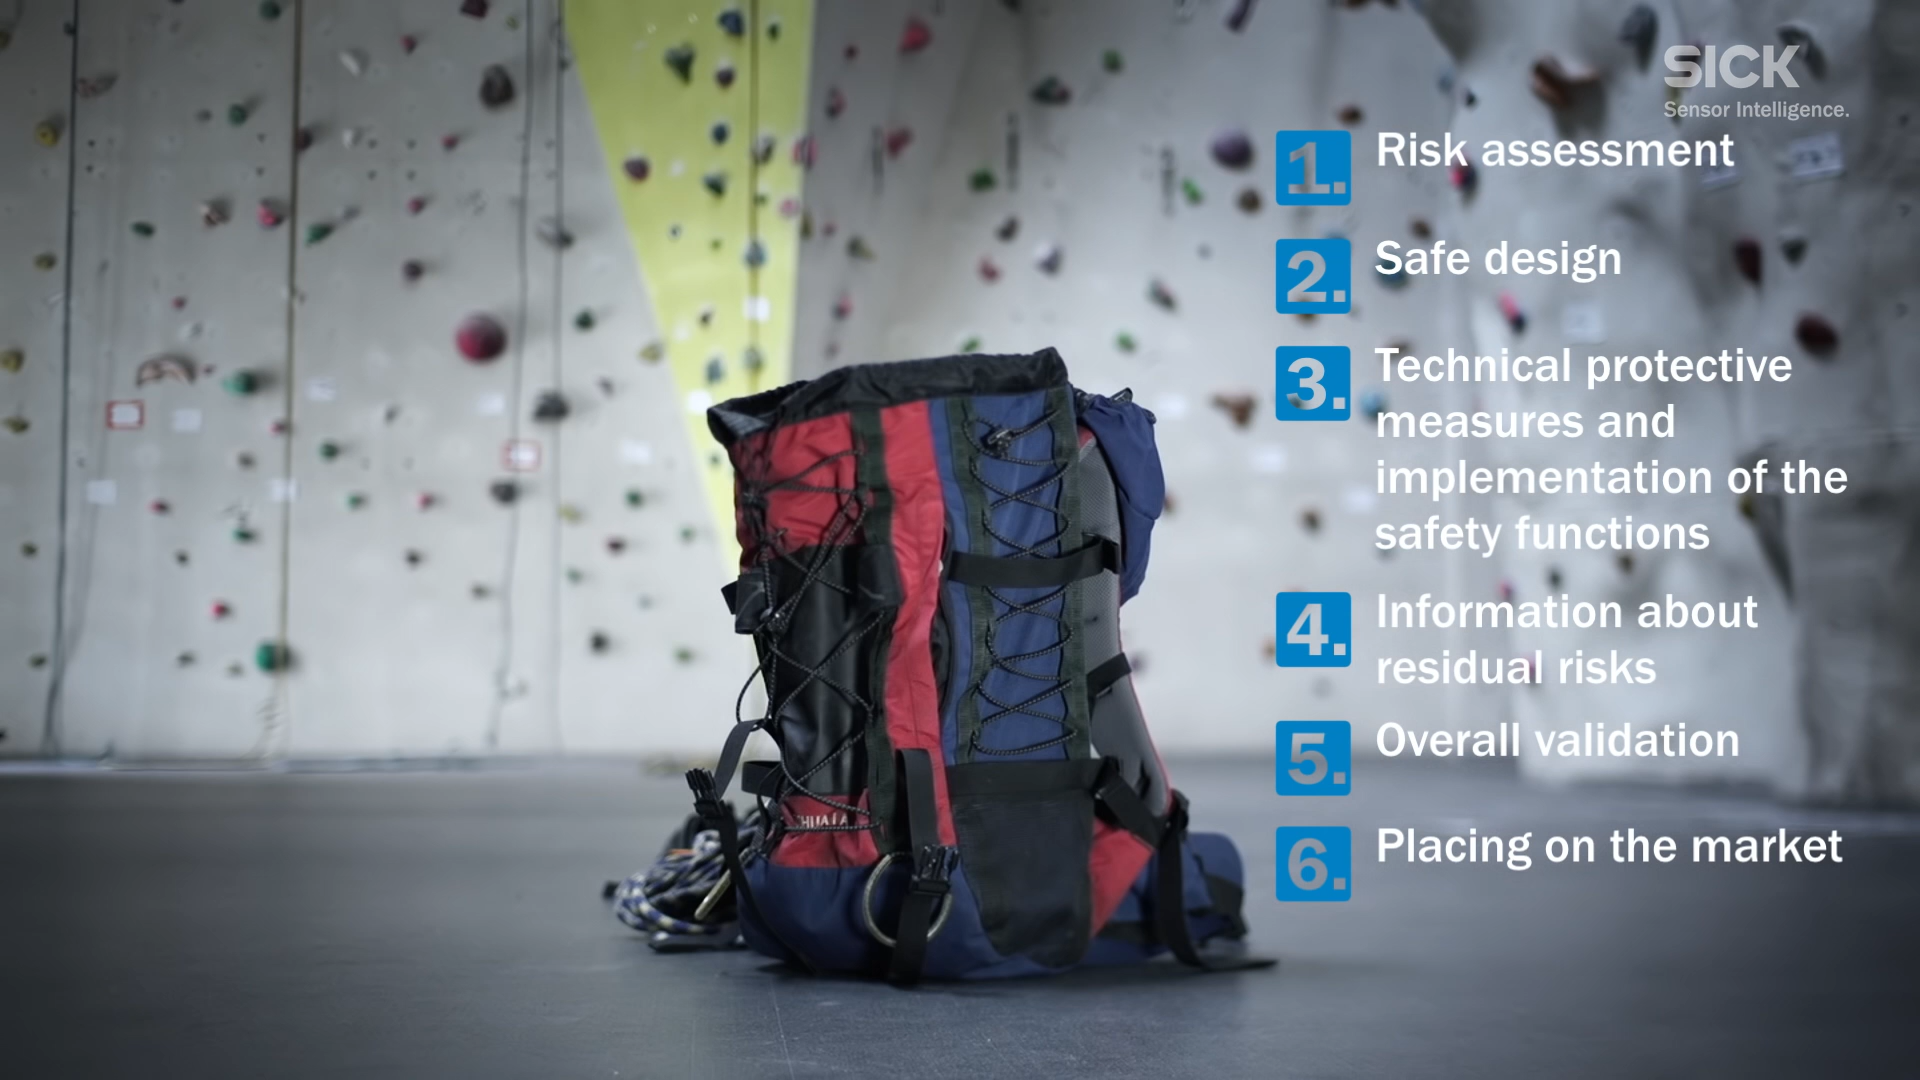 SICK
Sensor Intelligence.
1. Risk assessment
2. Safe design
3. Technical protective
measures and
implementation of the
safety functions
4. Information about
residual risks
5. Overall validation
6. Placing on the market